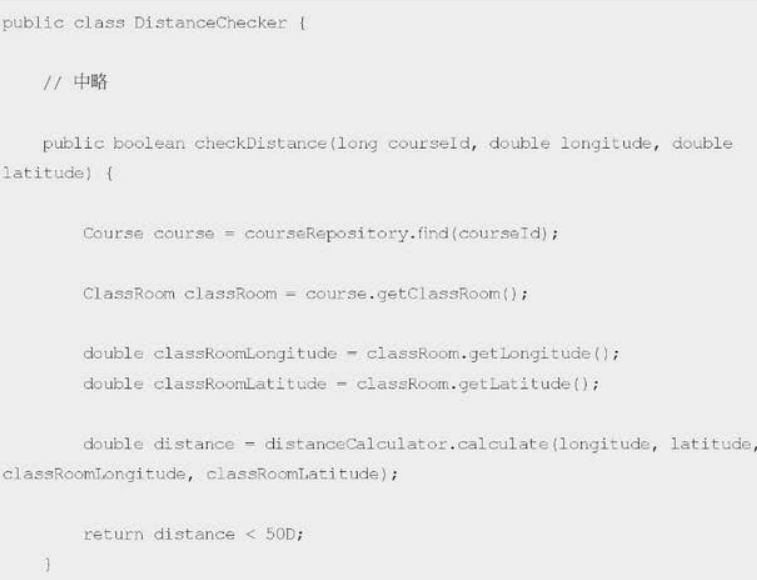 public class DistanceChecker {
// 中略
public boolean checkDistance(long courseId, double longitude, double
latitude) {
Course course = courseRepository.find(courseId);
ClassRoom classRoom = course.getClassRoom();
double classRoomLongitude = classRoom.getLongitude();
double classRoomLatitude = classRoom.getLatitude();
double distance = distanceCalculator.calculate(longitude, latitude,
classRoomLongitude, classRoomLatitude);
return distance < 50D;
}